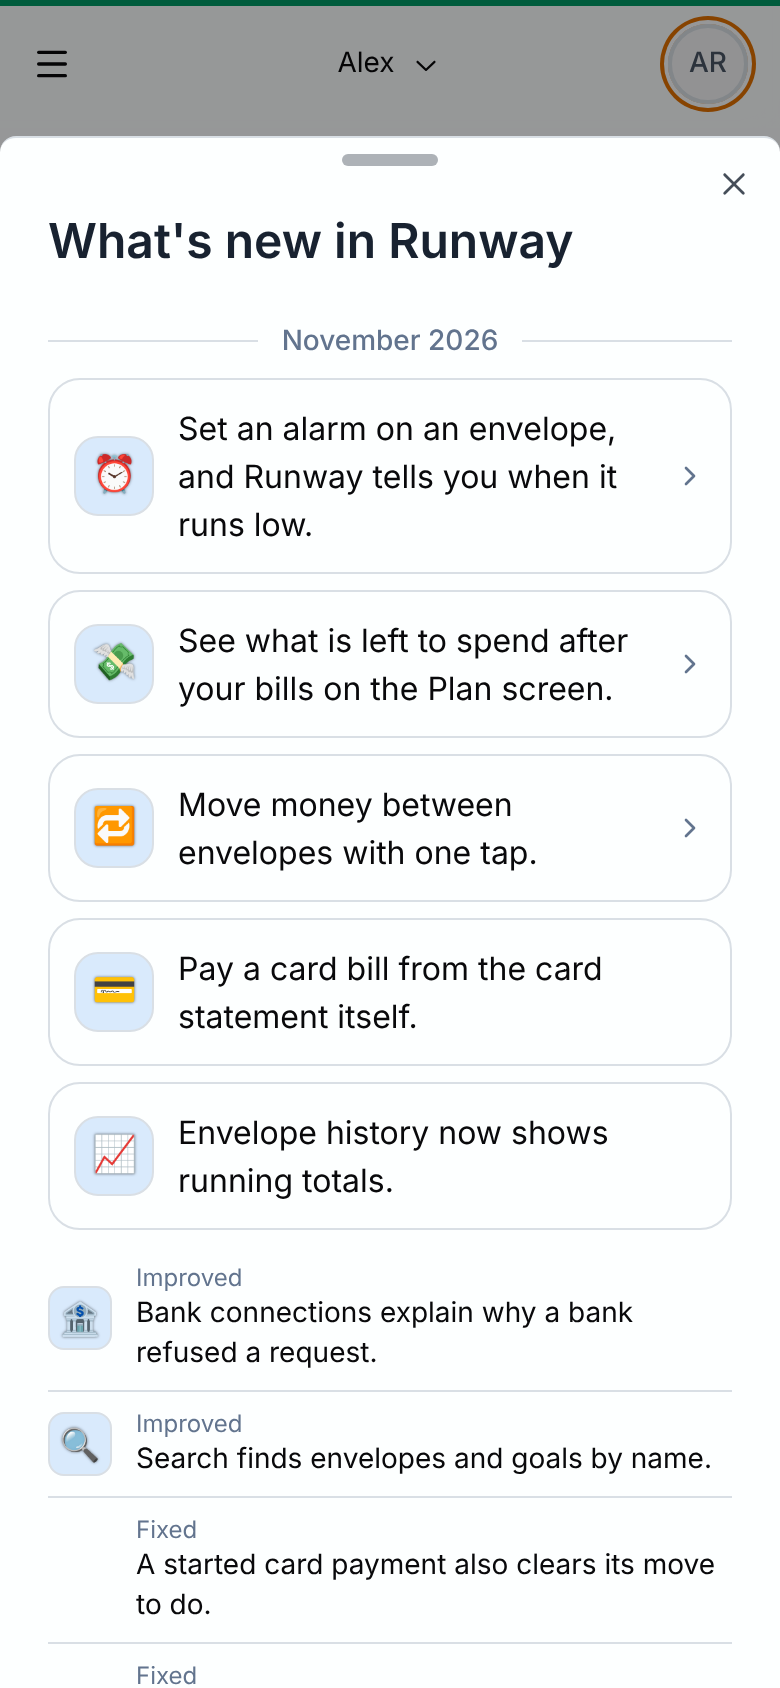 Alex
AR
What's new in Runway
November 2026
Set an alarm on an envelope,
and Runway tells you when it
runs low.
See what is left to spend after
your bills on the Plan screen.
Move money between
envelopes with one tap.
Pay a card bill from the card
statement itself.
Envelope history now shows
running totals.
Improved
Bank connections explain why a bank
refused a request.
Improved
Search finds envelopes and goals by name.
Fixed
A started card payment also clears its move
to do.
Fixed